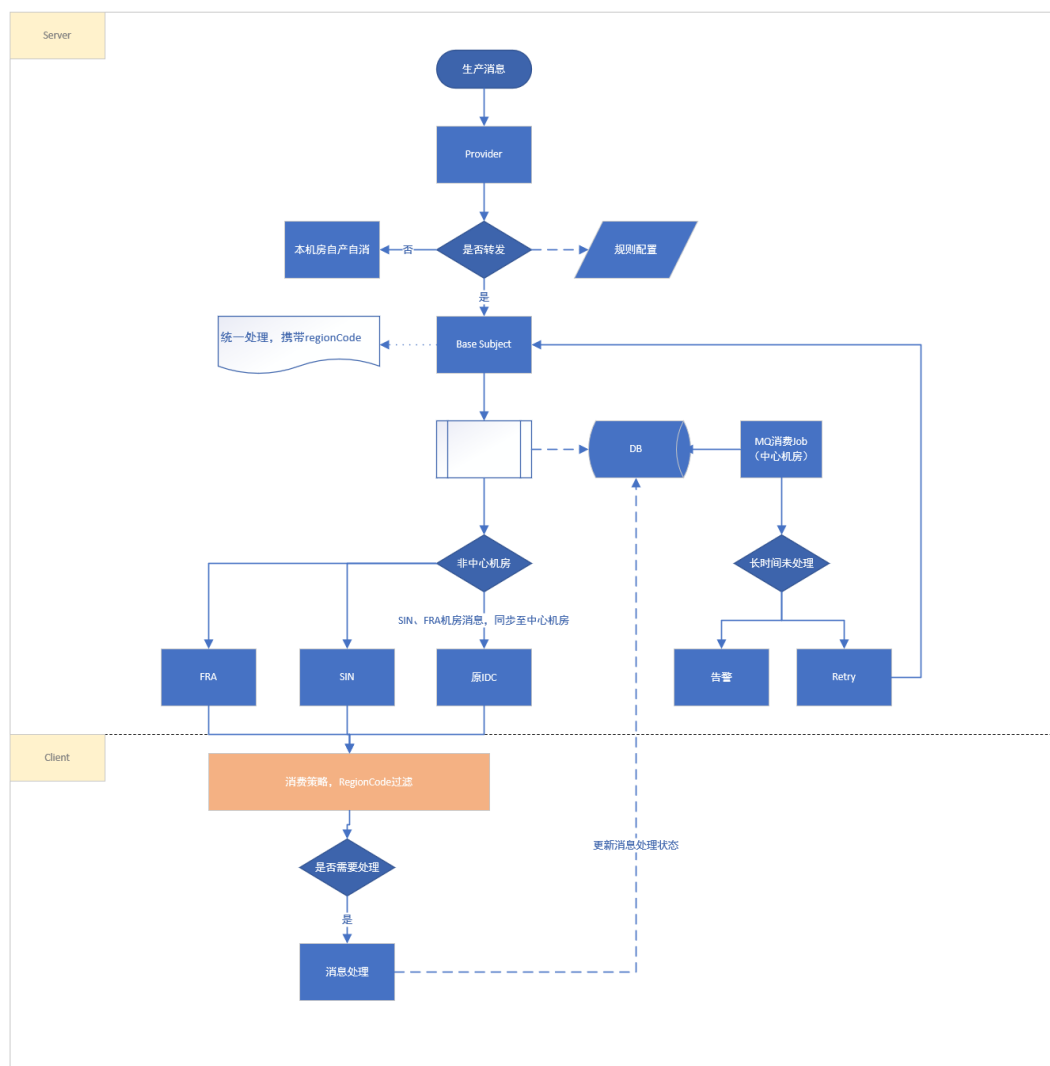 Server
生产消息
Provider
本机房自产自消
否
是否转发
规则配置
是
统一处理，携带regionCode
Base Subject
DB
MQ消费Job
（中心机房）
非中心机房
长时间未处理
SIN、FRA机房消息，同步至中心机房
FRA
SIN
原IDC
告警
Retry
Client
消费策略，RegionCode过滤
更新消息处理状态
是否需要处理
是
消息处理